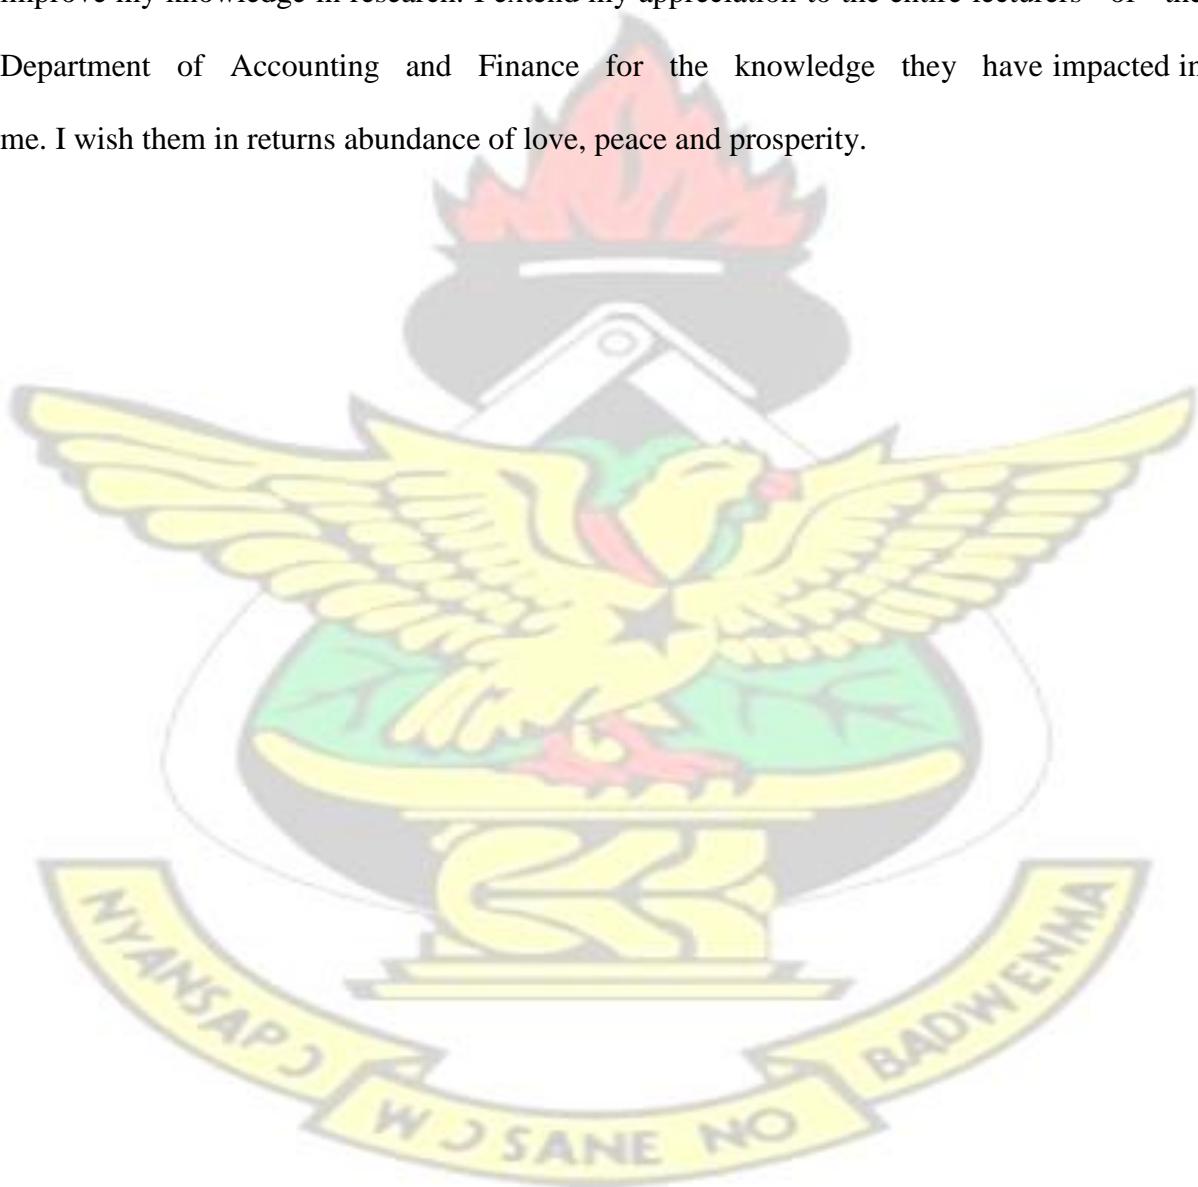 improve my knowledge in research. I extend my appreciation to the entire lecturers of the
Department of Accounting and Finance for the knowledge they have impacted in
me. I wish them in returns abundance of love, peace and prosperity.
NYANSAPƆ
WƆSANE NO
BADWENMA